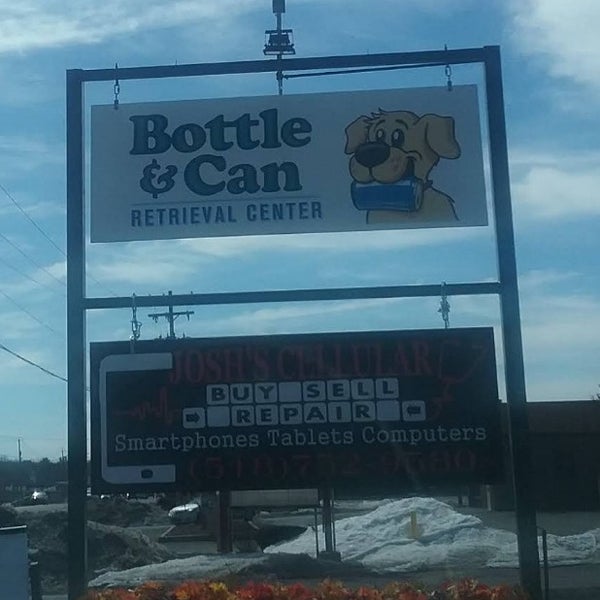 Bottle
& Can
RETRIEVAL CENTER
JOSH'S CELLULAR
BUY SELL
REPAIR
Smartphones Tablets Computers